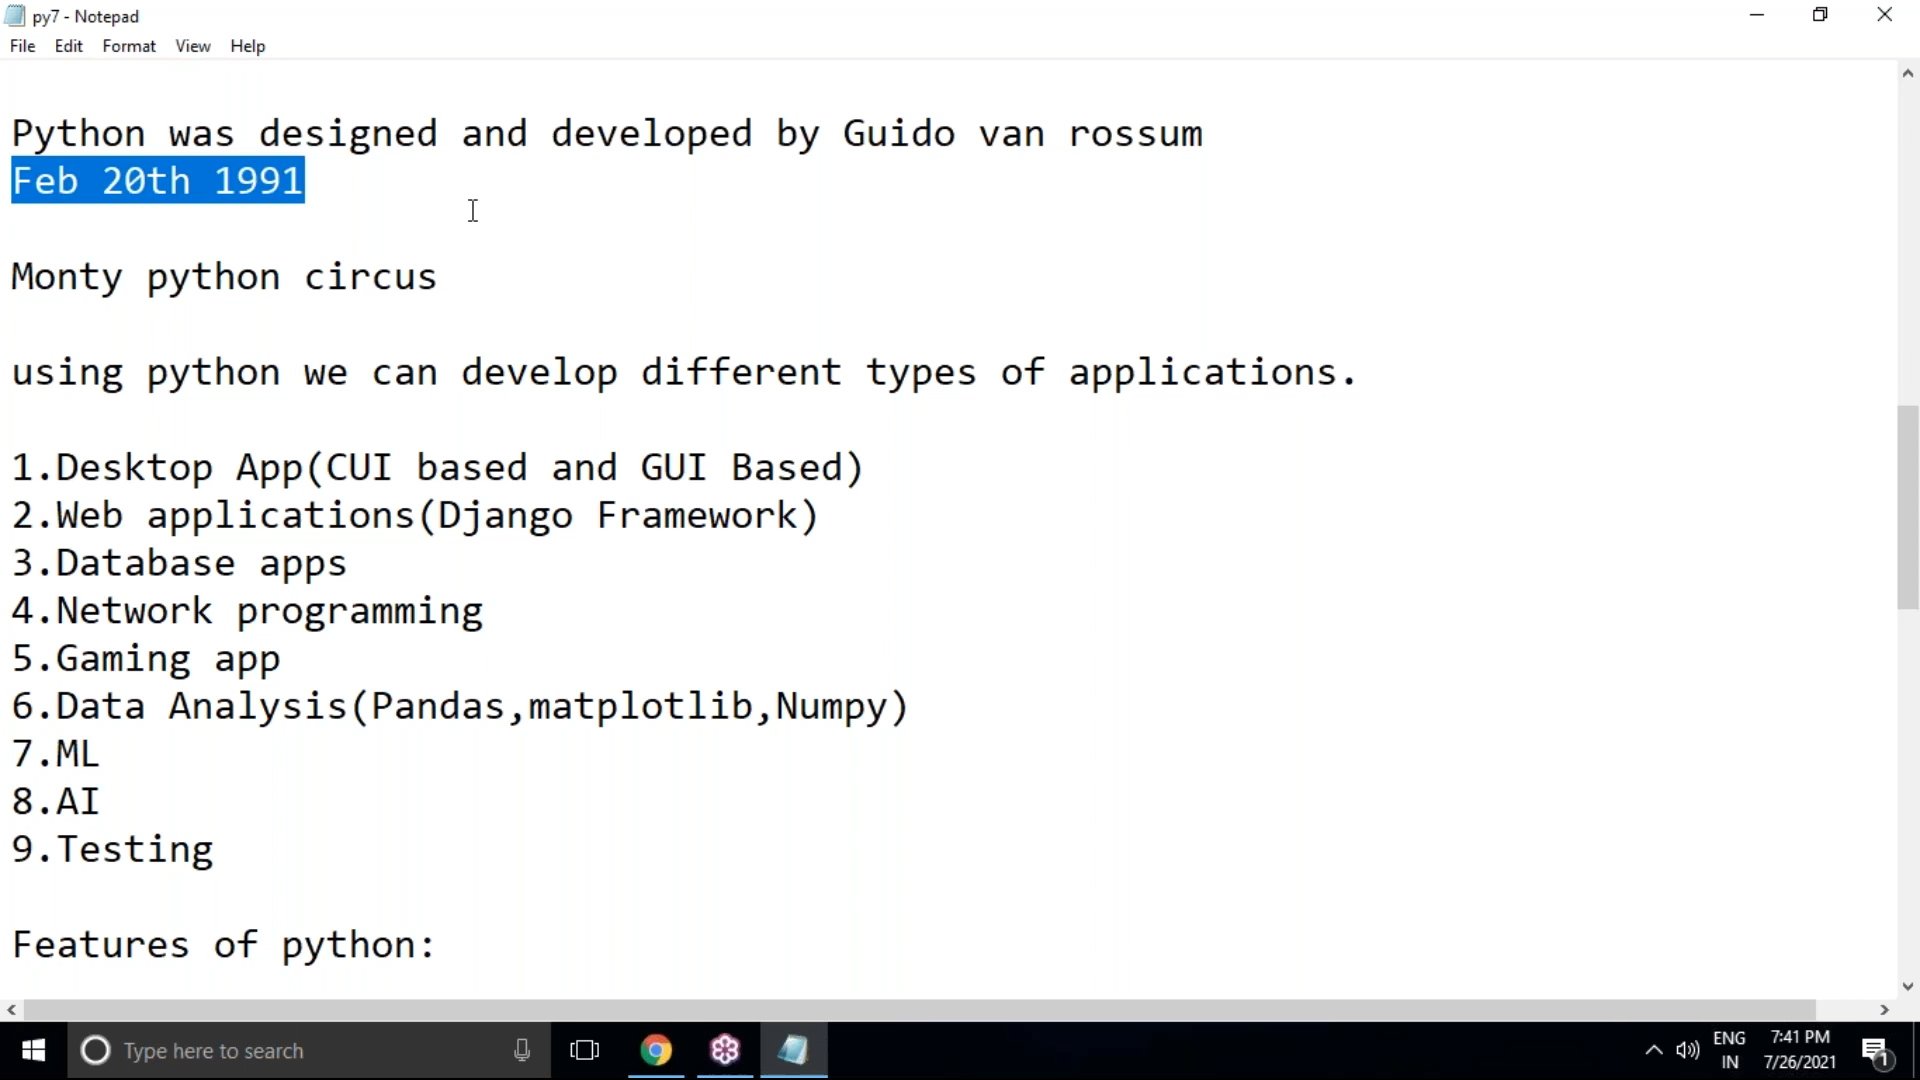 py7 - Notepad
File Edit Format View Help
Python was designed and developed by Guido van rossum
Feb 20th 1991
Monty python circus
using python we can develop different types of applications.
1.Desktop App(CUI based and GUI Based)
2.Web applications(Django Framework)
3.Database apps
4.Network programming
5.Gaming app
6.Data Analysis(Pandas,matplotlib,Numpy)
7.ML
8.AI
9.Testing
Features of python:
Type here to search
ENG 7:41 PM
IN 7/26/2021
1